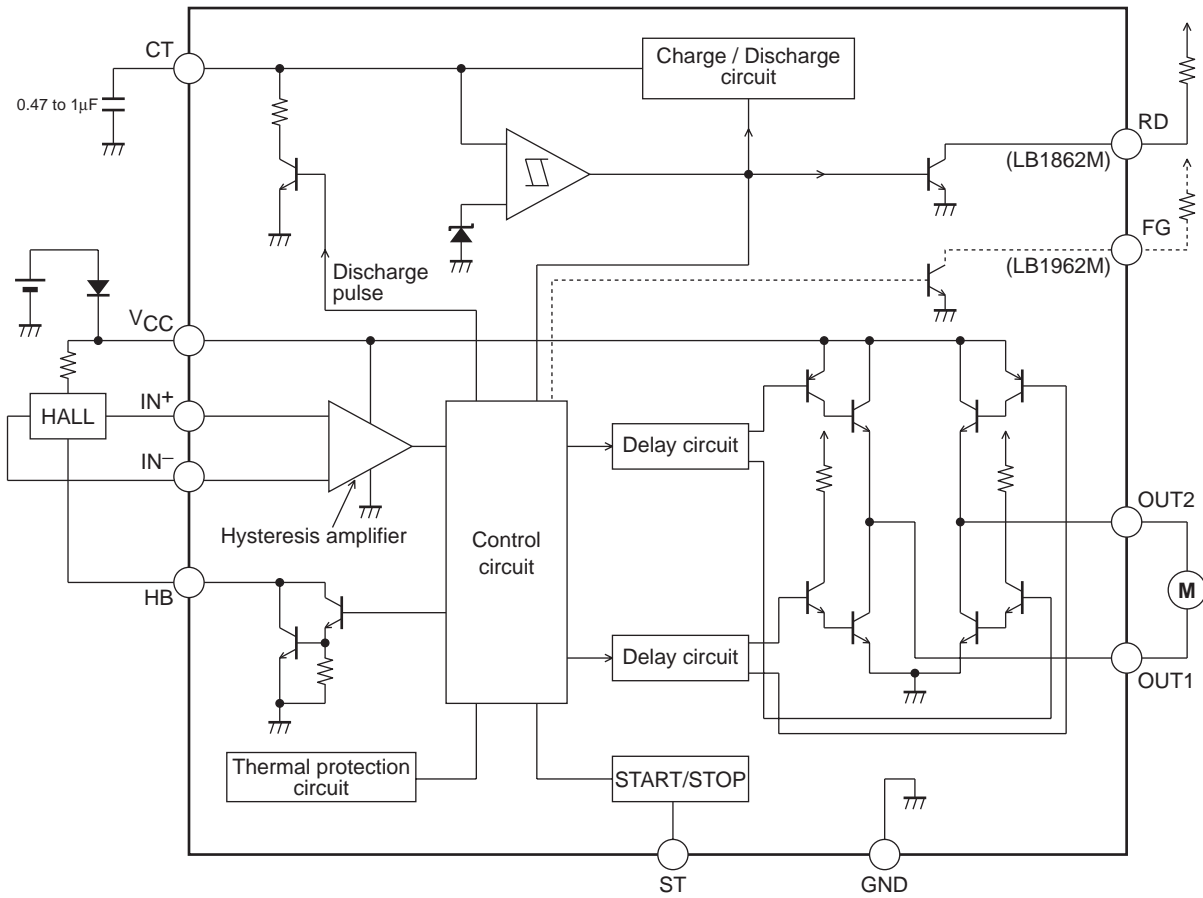 CT
Charge / Discharge
circuit
0.47 to 1μF
RD
(LB1862M)
FG
(LB1962M)
Discharge
pulse
VCC
HALL
IN+
IN−
Delay circuit
Hysteresis amplifier
Control
circuit
OUT2
M
HB
Delay circuit
OUT1
Thermal protection
circuit
START/STOP
ST
GND